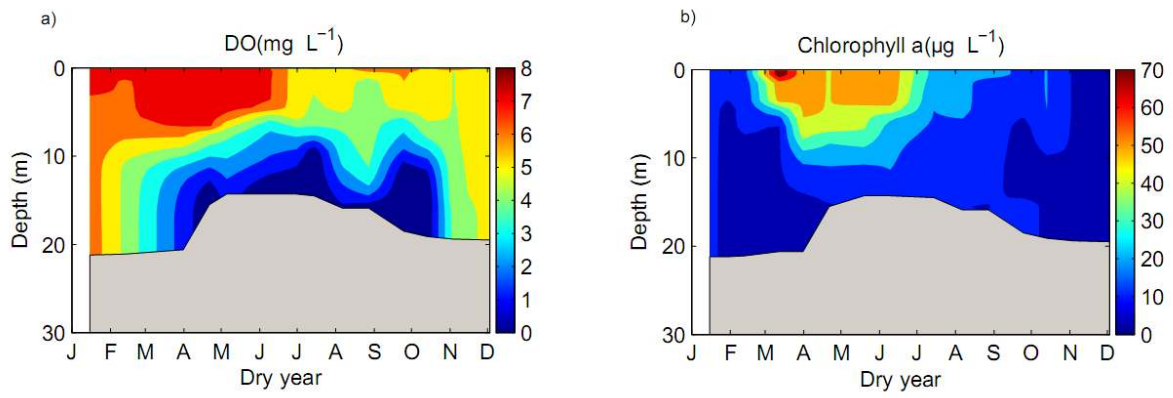 a)
DO(mg L⁻¹)
0
10
20
30
Depth (m)
J F M A M J J A S O N D
Dry year
8
7
6
5
4
3
2
1
0
b)
Chlorophyll a(µg L⁻¹)
0
10
20
30
Depth (m)
J F M A M J J A S O N D
Dry year
70
60
50
40
30
20
10
0